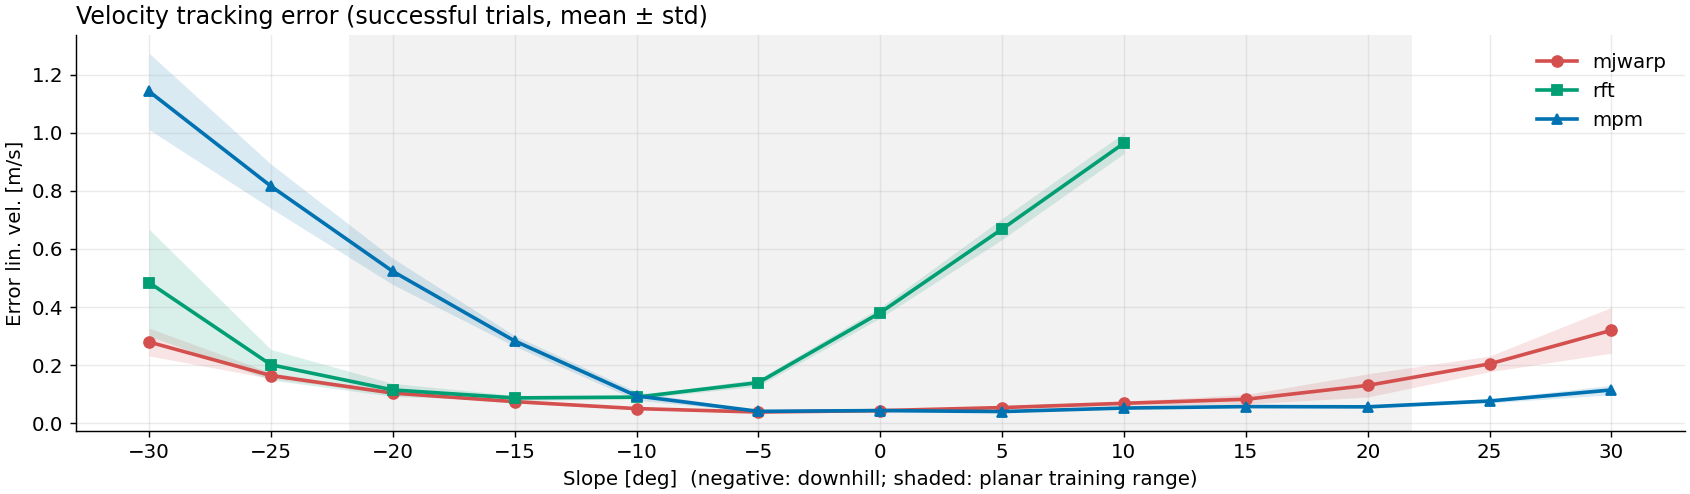 Velocity tracking error (successful trials, mean ± std)
mjwarp
rft
mpm
Error lin. vel. [m/s]
1.2
1.0
0.8
0.6
0.4
0.2
0.0
−30 −25 −20 −15 −10 −5 0 5 10 15 20 25 30
Slope [deg]  (negative: downhill; shaded: planar training range)